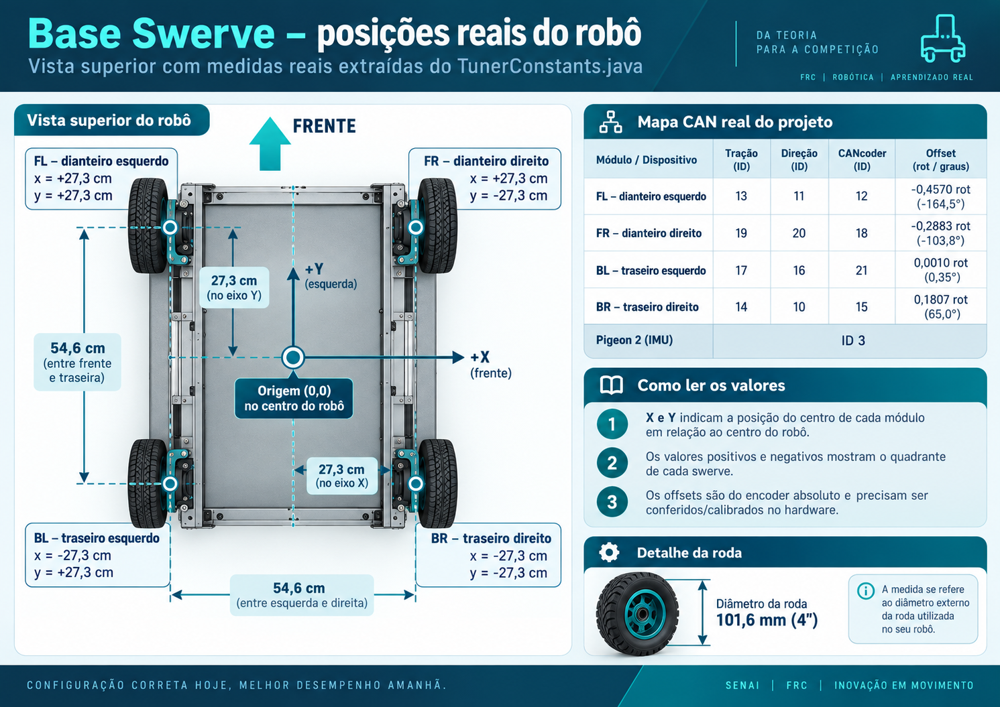 Base Swerve – posições reais do robô
Vista superior com medidas reais extraídas do TunerConstants.java
DA TEORIA
PARA A COMPETIÇÃO
FRC | ROBÓTICA | APRENDIZADO REAL
Vista superior do robô
FRENTE
FL – dianteiro esquerdo
x = +27,3 cm
y = +27,3 cm
FR – dianteiro direito
x = +27,3 cm
y = -27,3 cm
27,3 cm
(no eixo Y)
+Y
(esquerda)
54,6 cm
(entre frente
e traseira)
+X
(frente)
Origem (0,0)
no centro do robô
27,3 cm
(no eixo X)
BL – traseiro esquerdo
x = -27,3 cm
y = +27,3 cm
BR – traseiro direito
x = -27,3 cm
y = -27,3 cm
54,6 cm
(entre esquerda e direita)
Mapa CAN real do projeto
Módulo / Dispositivo
Tração
(ID)
Direção
(ID)
CANcoder
(ID)
Offset
(rot / graus)
FL – dianteiro esquerdo 13 11 12 -0,4570 rot
(-164,5°)
FR – dianteiro direito 19 20 18 -0,2883 rot
(-103,8°)
BL – traseiro esquerdo 17 16 21 0,0010 rot
(0,35°)
BR – traseiro direito 14 10 15 0,1807 rot
(65,0°)
Pigeon 2 (IMU) ID 3
Como ler os valores
1 X e Y indicam a posição do centro de cada módulo
em relação ao centro do robô.
2 Os valores positivos e negativos mostram o quadrante
de cada swerve.
3 Os offsets são do encoder absoluto e precisam ser
conferidos/calibrados no hardware.
Detalhe da roda
Diâmetro da roda
101,6 mm (4")
A medida se refere
ao diâmetro externo
da roda utilizada
no seu robô.
CONFIGURAÇÃO CORRETA HOJE, MELHOR DESEMPENHO AMANHÃ.
SENAI | FRC | INOVAÇÃO EM MOVIMENTO